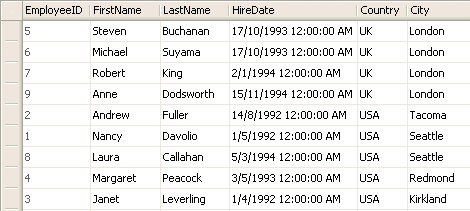 EmployeeID FirstName LastName HireDate Country City
5 Steven Buchanan 17/10/1993 12:00:00 AM UK London
6 Michael Suyama 17/10/1993 12:00:00 AM UK London
7 Robert King 2/1/1994 12:00:00 AM UK London
9 Anne Dodsworth 15/11/1994 12:00:00 AM UK London
2 Andrew Fuller 14/8/1992 12:00:00 AM USA Tacoma
1 Nancy Davolio 1/5/1992 12:00:00 AM USA Seattle
8 Laura Callahan 5/3/1994 12:00:00 AM USA Seattle
4 Margaret Peacock 3/5/1993 12:00:00 AM USA Redmond
3 Janet Leverling 1/4/1992 12:00:00 AM USA Kirkland